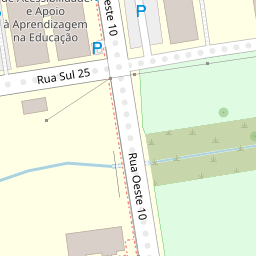 de Acessibilidade
e Apoio
à Aprendizagem
na Educação
Oeste 10
P
P
Rua Sul 25
Rua Oeste 10